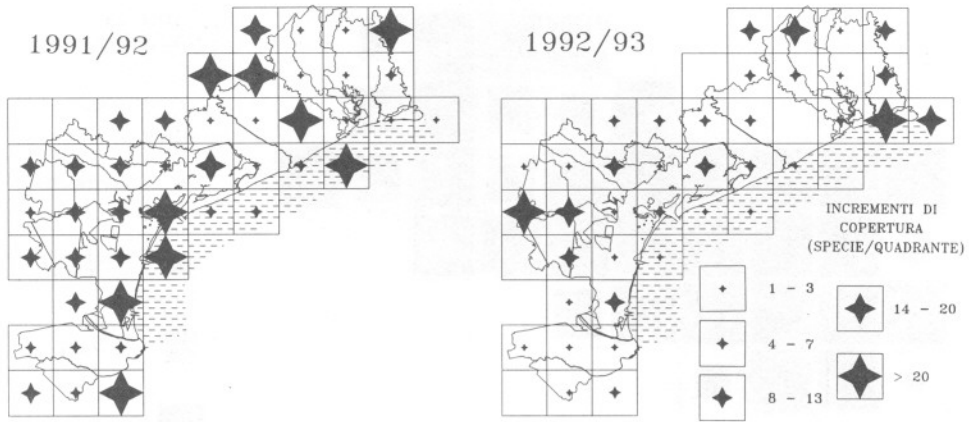 1991/92
1992/93
INCREMENTI DI
COPERTURA
(SPECIE/QUADRANTE)
1 - 3
4 - 7
8 - 13
14 - 20
> 20